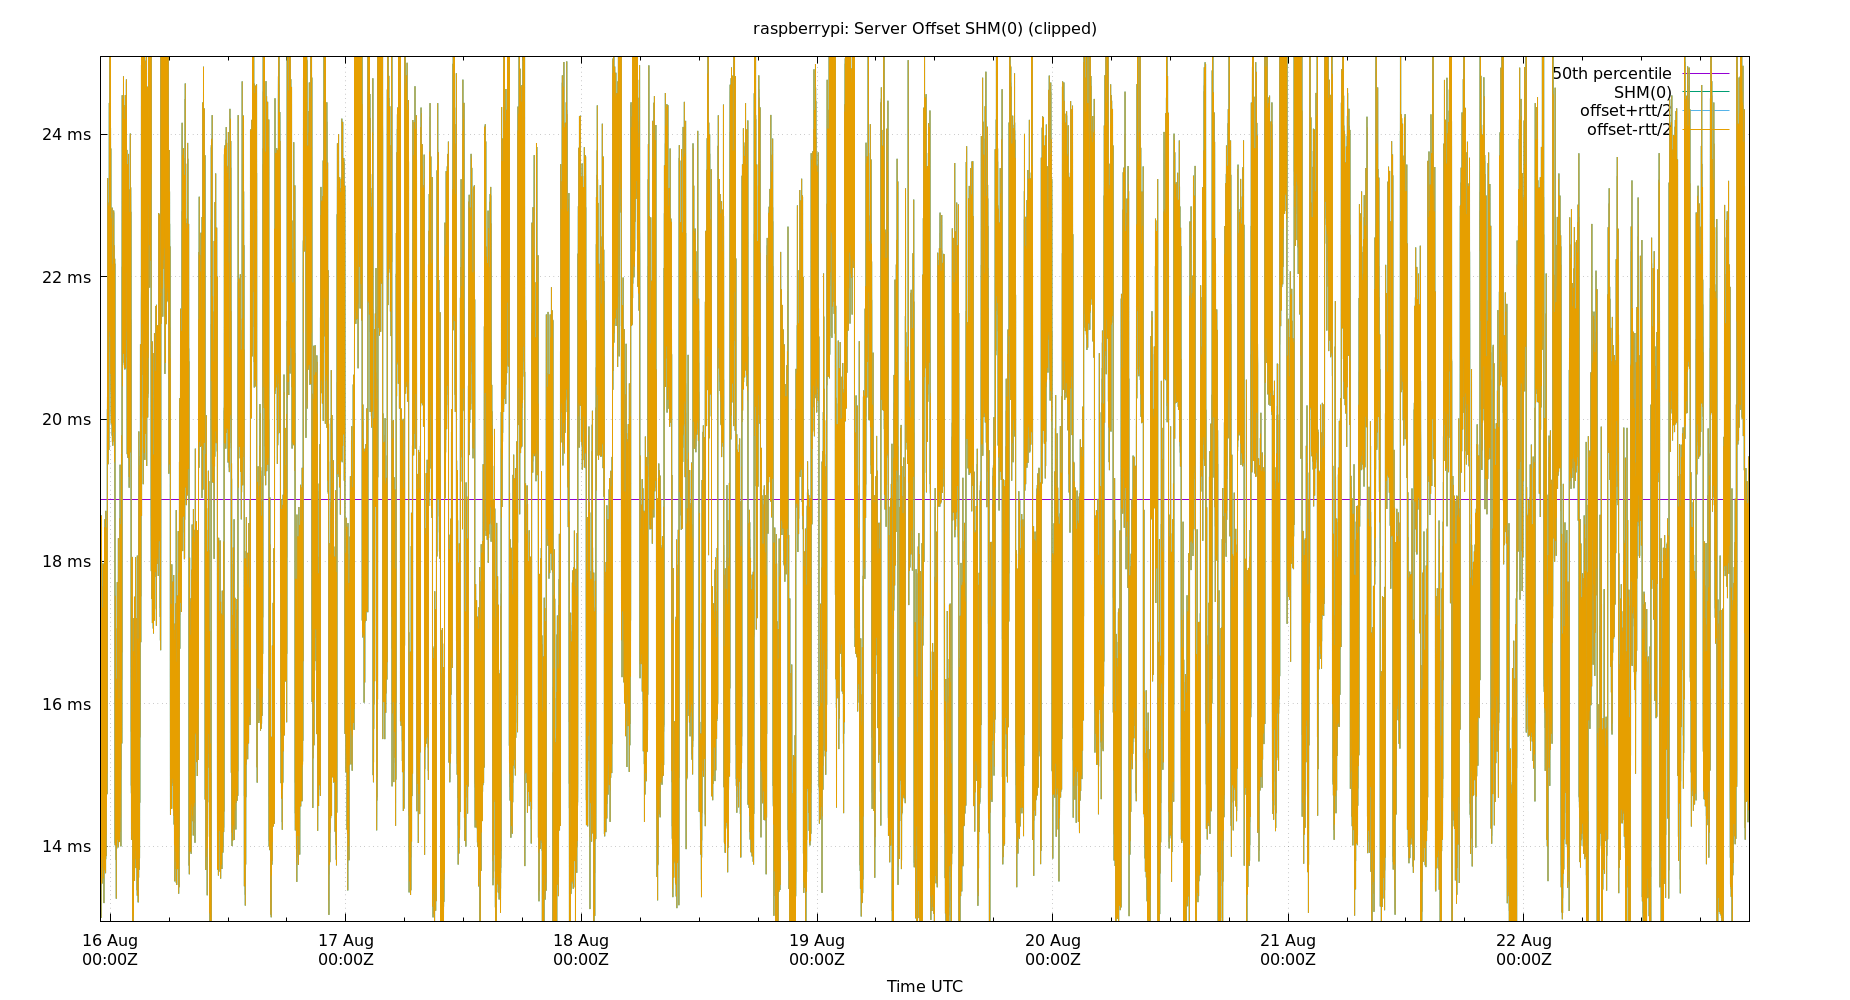 raspberrypi: Server Offset SHM(0) (clipped)
50th percentile
SHM(0)
offset+rtt/2
offset-rtt/2
24 ms
22 ms
20 ms
18 ms
16 ms
14 ms
16 Aug 17 Aug 18 Aug 19 Aug 20 Aug 21 Aug 22 Aug
00:00Z 00:00Z 00:00Z 00:00Z 00:00Z 00:00Z 00:00Z
Time UTC